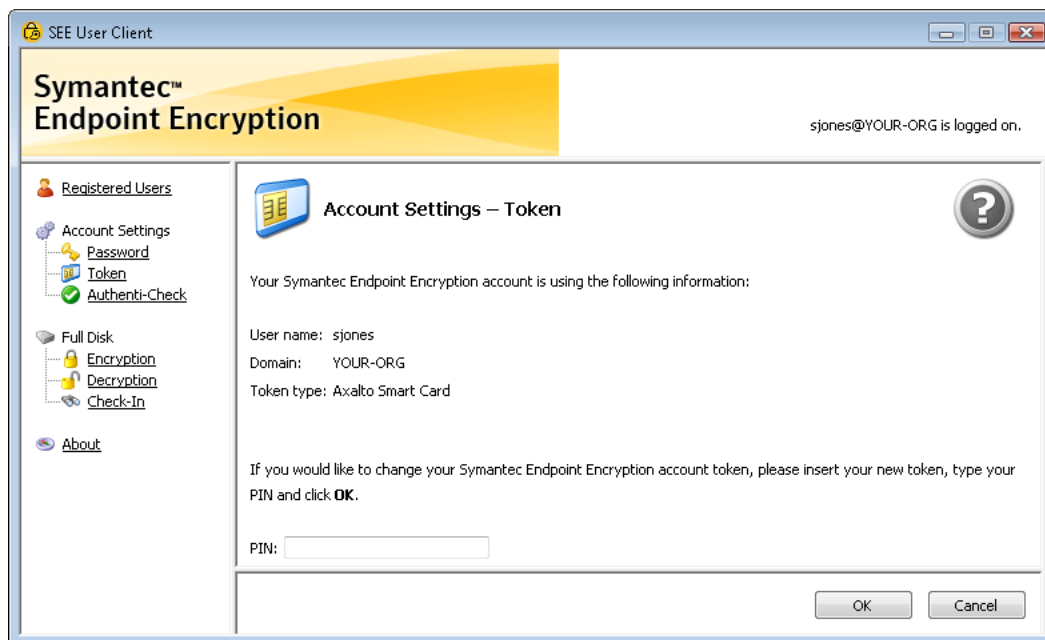 SEE User Client
Symantec™
Endpoint Encryption
sjones@YOUR-ORG is logged on.
Registered Users
Account Settings
Password
Token
Authenti-Check
Full Disk
Encryption
Decryption
Check-In
About
Account Settings – Token
?
Your Symantec Endpoint Encryption account is using the following information:
User name: sjones
Domain: YOUR-ORG
Token type: Axalto Smart Card
If you would like to change your Symantec Endpoint Encryption account token, please insert your new token, type your
PIN and click OK.
PIN:
OK
Cancel